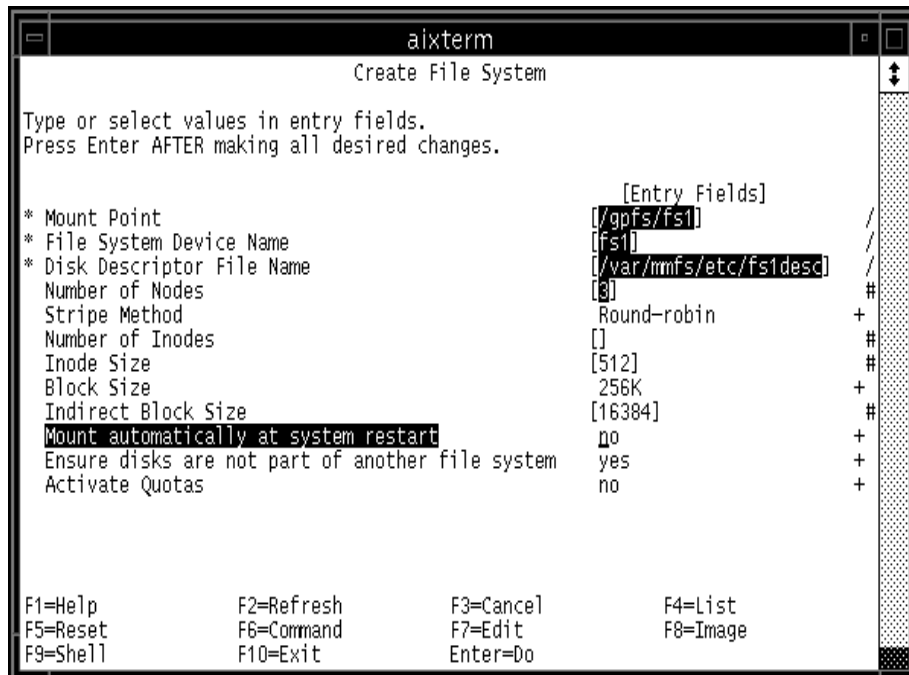 aixterm
Create File System
Type or select values in entry fields.
Press Enter AFTER making all desired changes.
[Entry Fields]
* Mount Point [/gpfs/fs1] /
* File System Device Name [fs1] /
* Disk Descriptor File Name [/var/mmfs/etc/fs1desc] /
Number of Nodes [3] #
Stripe Method Round-robin +
Number of Inodes [] #
Inode Size [512] #
Block Size 256K +
Indirect Block Size [16384] #
Mount automatically at system restart no +
Ensure disks are not part of another file system yes +
Activate Quotas no +
F1=Help F2=Refresh F3=Cancel F4=List
F5=Reset F6=Command F7=Edit F8=Image
F9=Shell F10=Exit Enter=Do